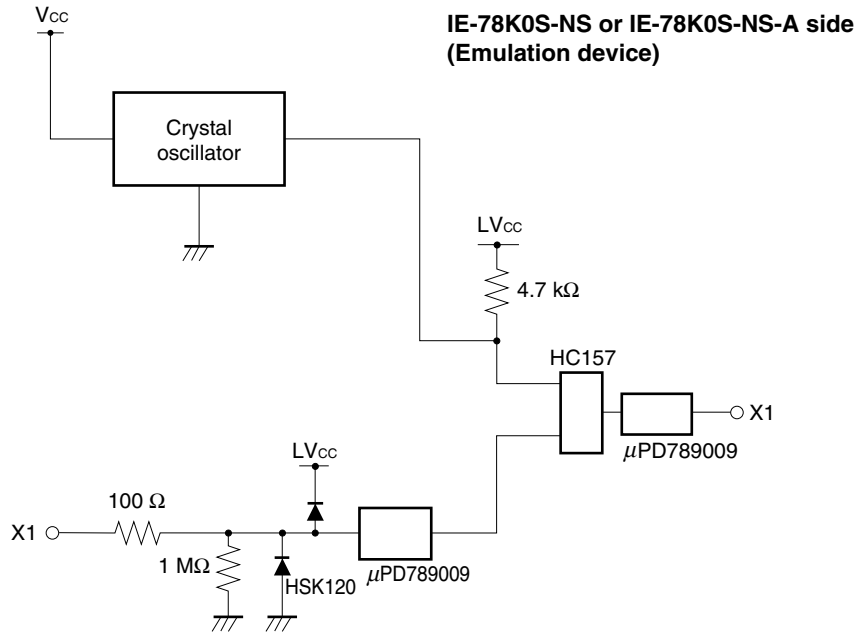 VCC
IE-78K0S-NS or IE-78K0S-NS-A side
(Emulation device)
Crystal
oscillator
LVCC
4.7 kΩ
HC157
X1
μPD789009
LVCC
100 Ω
X1
1 MΩ
HSK120
μPD789009